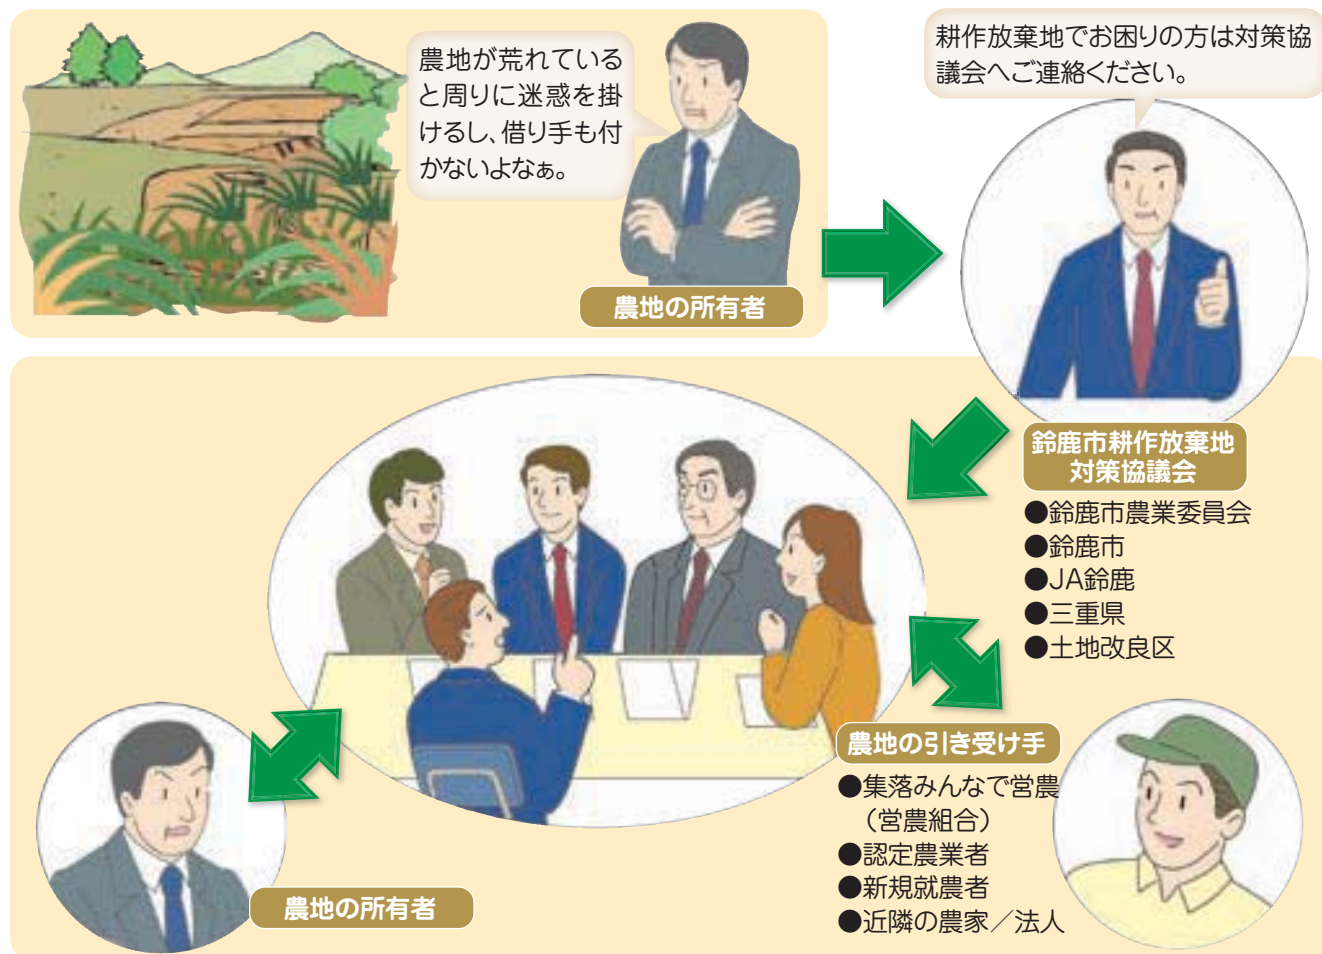 農地が荒れている
と周りに迷惑を掛
けるし、借り手も付
かないよなぁ。
農地の所有者
耕作放棄地でお困りの方は対策協
議会へご連絡ください。
鈴鹿市耕作放棄地
対策協議会
●鈴鹿市農業委員会
●鈴鹿市
●JA鈴鹿
●三重県
●土地改良区
農地の引き受け手
●集落みんなで営農
（営農組合）
●認定農業者
●新規就農者
●近隣の農家／法人
農地の所有者